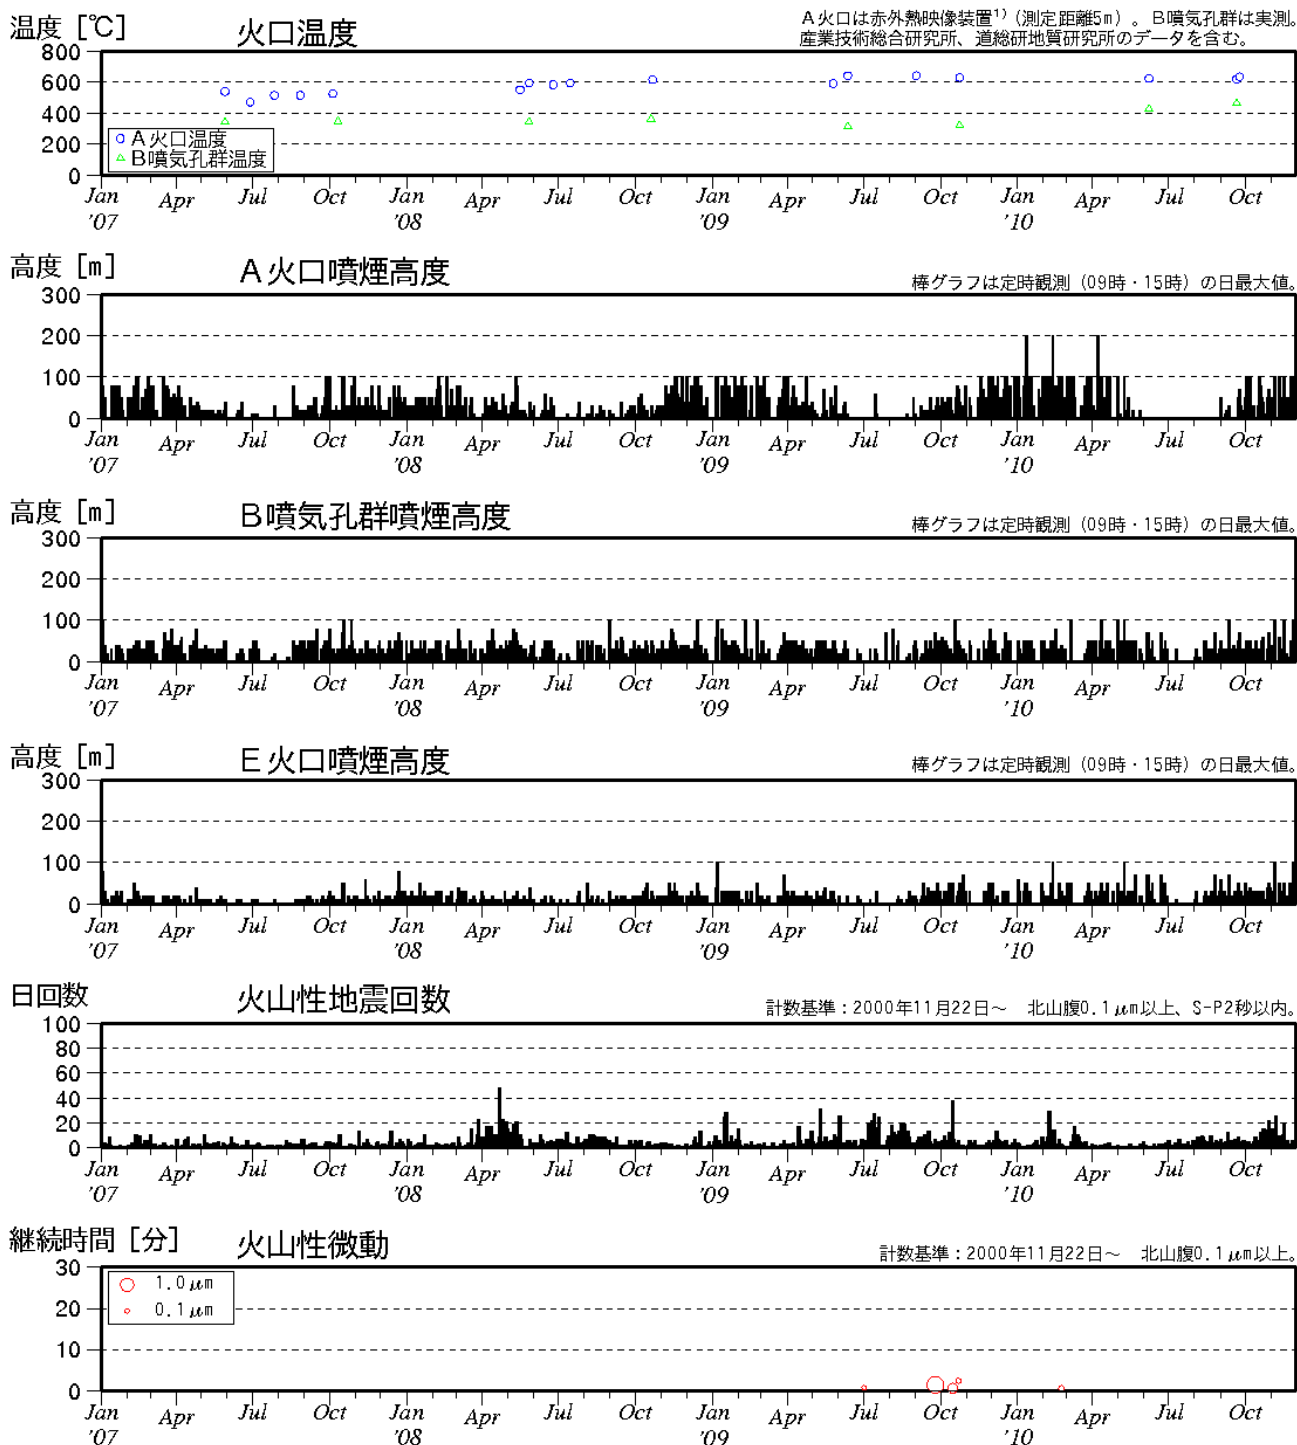 温度 [℃]
火口温度
A火口は赤外熱映像装置1) (測定距離5m) 。B噴気孔群は実測。
産業技術総合研究所、道総研地質研究所のデータを含む。
800
600
400
200
0
A火口温度
B噴気孔群温度
Jan Apr Jul Oct Jan Apr Jul Oct Jan Apr Jul Oct Jan Apr Jul Oct
'07 '08 '09 '10
高度 [m]
A火口噴煙高度
棒グラフは定時観測 (09時・15時) の日最大値。
300
200
100
0
Jan Apr Jul Oct Jan Apr Jul Oct Jan Apr Jul Oct Jan Apr Jul Oct
'07 '08 '09 '10
高度 [m]
B噴気孔群噴煙高度
棒グラフは定時観測 (09時・15時) の日最大値。
300
200
100
0
Jan Apr Jul Oct Jan Apr Jul Oct Jan Apr Jul Oct Jan Apr Jul Oct
'07 '08 '09 '10
高度 [m]
E火口噴煙高度
棒グラフは定時観測 (09時・15時) の日最大値。
300
200
100
0
Jan Apr Jul Oct Jan Apr Jul Oct Jan Apr Jul Oct Jan Apr Jul Oct
'07 '08 '09 '10
日回数
火山性地震回数
計数基準:2000年11月22日～ 北山腹0.1μm以上、S-P2秒以内。
100
80
60
40
20
0
Jan Apr Jul Oct Jan Apr Jul Oct Jan Apr Jul Oct Jan Apr Jul Oct
'07 '08 '09 '10
継続時間 [分]
火山性微動
計数基準:2000年11月22日～ 北山腹0.1μm以上。
30
20
10
0
1.0μm
0.1μm
Jan Apr Jul Oct Jan Apr Jul Oct Jan Apr Jul Oct Jan Apr Jul Oct
'07 '08 '09 '10